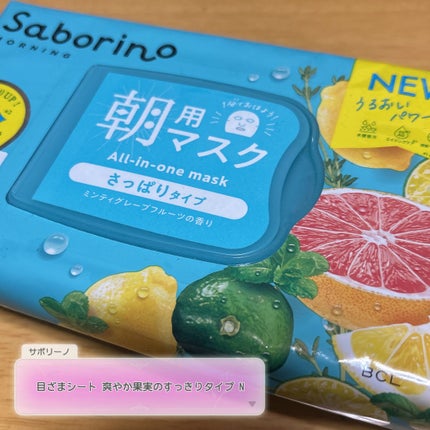 Saborino
MORNING
NEW
うるおいパワー
朝用
マスク
All-in-one mask
さっぱりタイプ
ミンティグレープフルーツの香り
BCL
サボリーノ
目ざまシート 爽やか果実のすっきりタイプ N